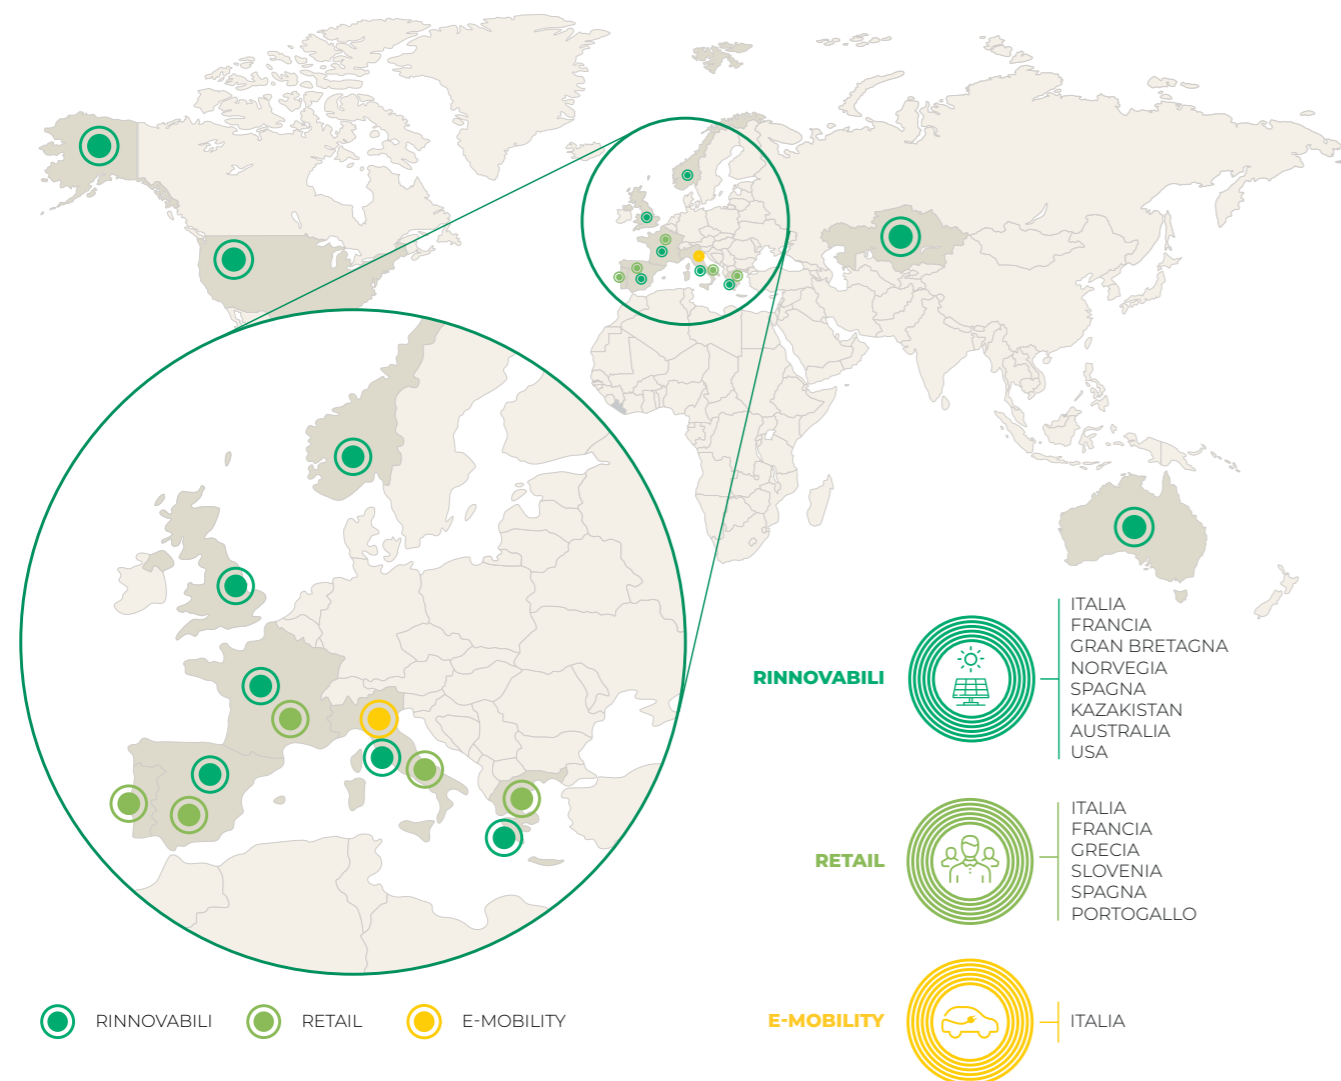 RINNOVABILI
ITALIA
FRANCIA
GRAN BRETAGNA
NORVEGIA
SPAGNA
KAZAKISTAN
AUSTRALIA
USA
RETAIL
ITALIA
FRANCIA
GRECIA
SLOVENIA
SPAGNA
PORTOGALLO
E-MOBILITY
ITALIA
RINNOVABILI
RETAIL
E-MOBILITY